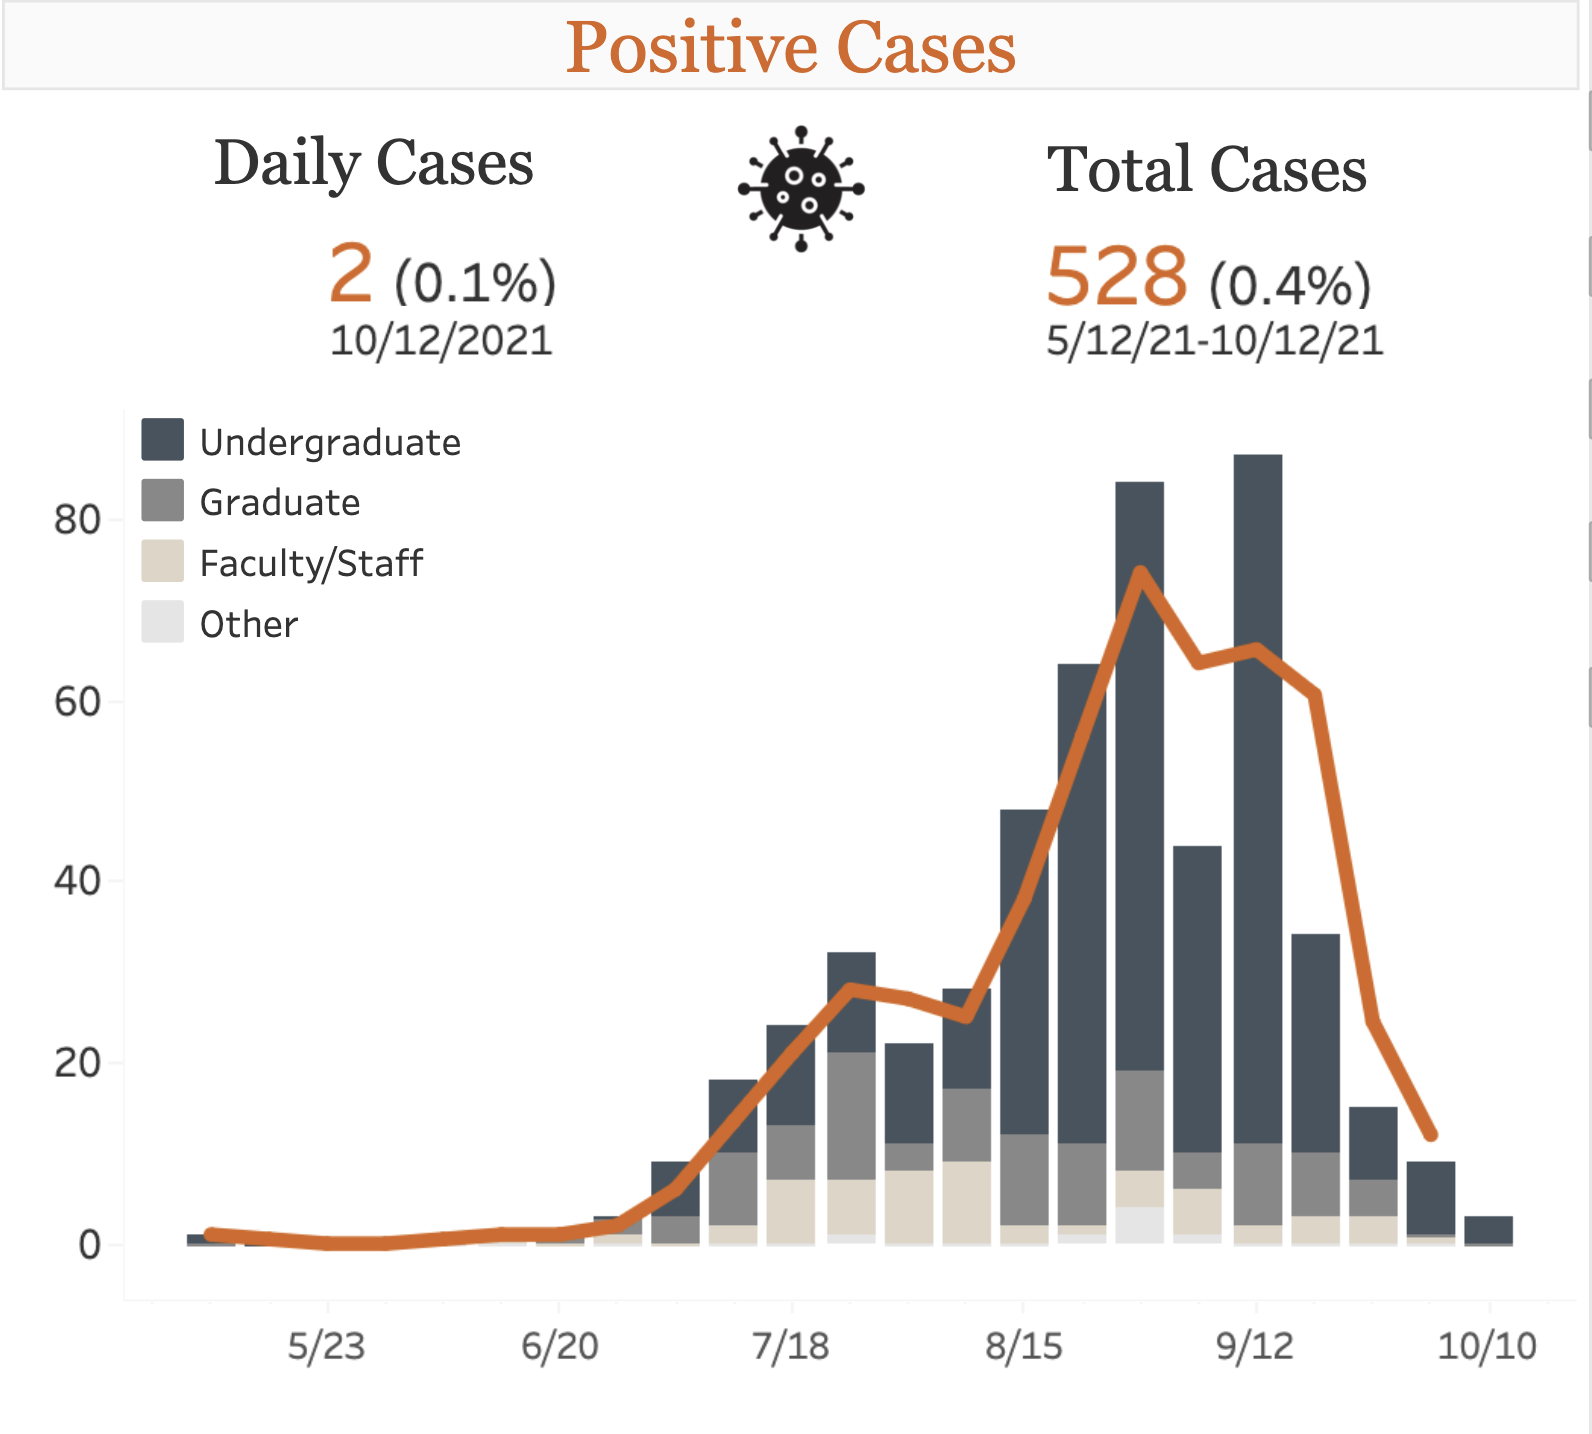 Positive Cases
Daily Cases
2 (0.1%)
10/12/2021
Total Cases
528 (0.4%)
5/12/21-10/12/21
Undergraduate
Graduate
Faculty/Staff
Other
80
60
40
20
0
5/23 6/20 7/18 8/15 9/12 10/10